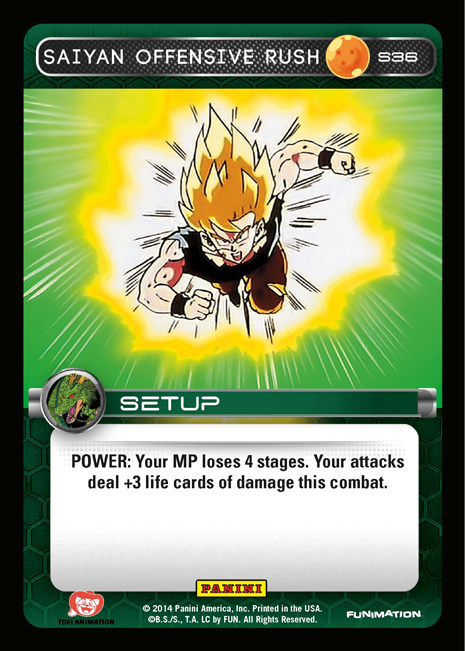 SAIYAN OFFENSIVE RUSH S36
SETUP
POWER: Your MP loses 4 stages. Your attacks
deal +3 life cards of damage this combat.
PANINI
© 2014 Panini America, Inc. Printed in the USA.
©B.S./S., T.A. LC by FUN. All Rights Reserved.
TOEI ANIMATION
FUNIMATION